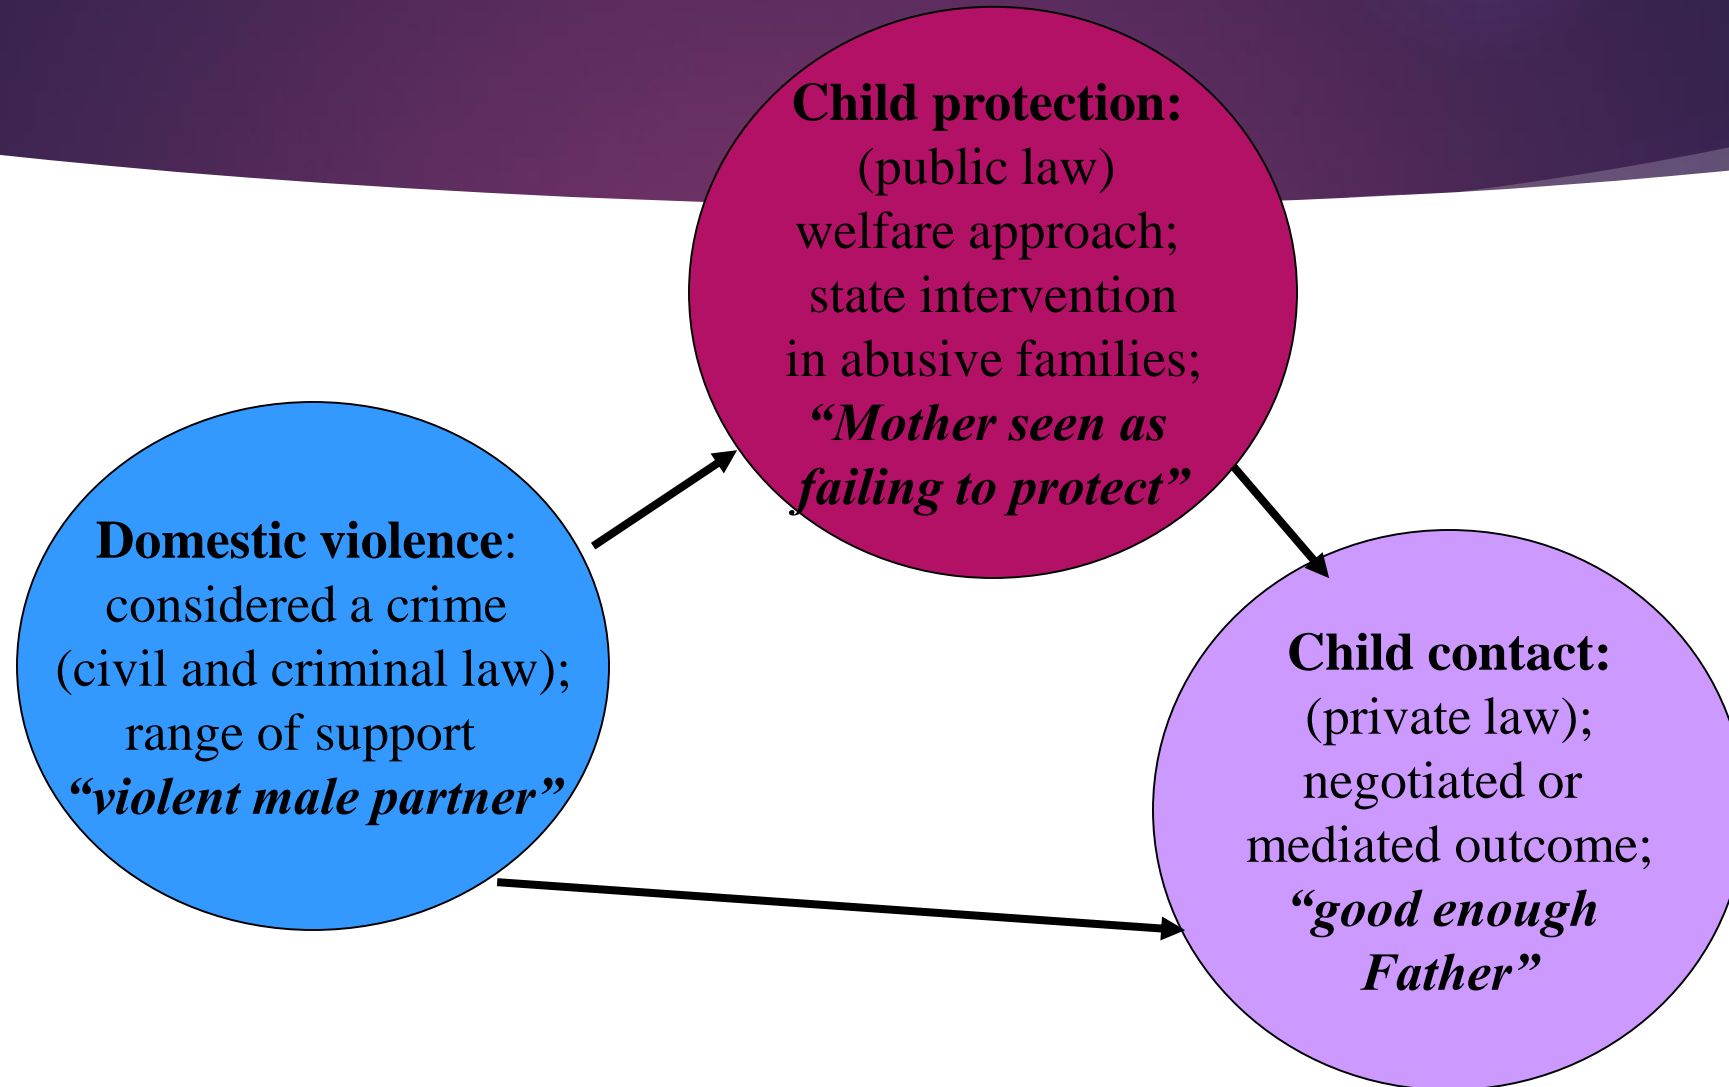 Child protection:
(public law)
welfare approach;
state intervention
in abusive families;
“Mother seen as
failing to protect”
Domestic violence:
considered a crime
(civil and criminal law);
range of support
“violent male partner”
Child contact:
(private law);
negotiated or
mediated outcome;
“good enough
Father”